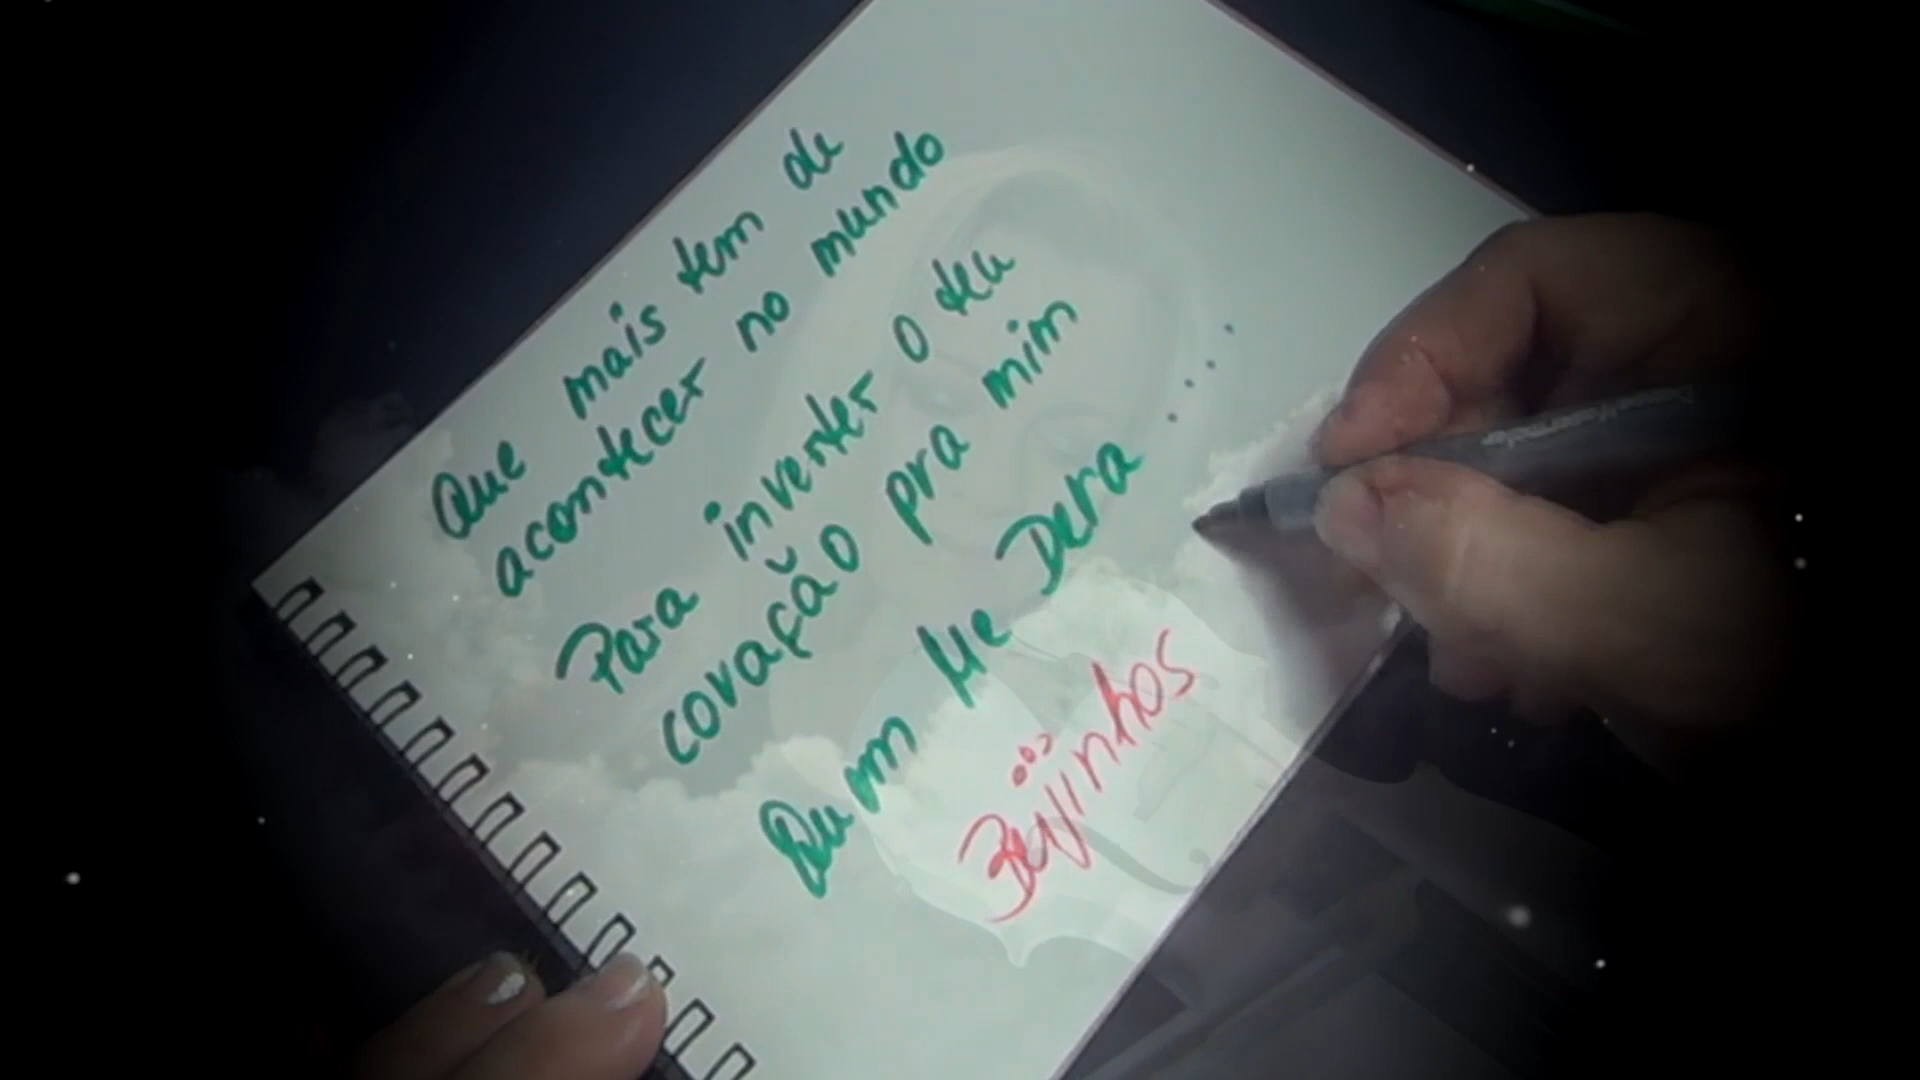 Que mais tem de
acontecer no mundo
Para inverter o teu
coração pra mim
Quem Me Dera....
Beijinhos